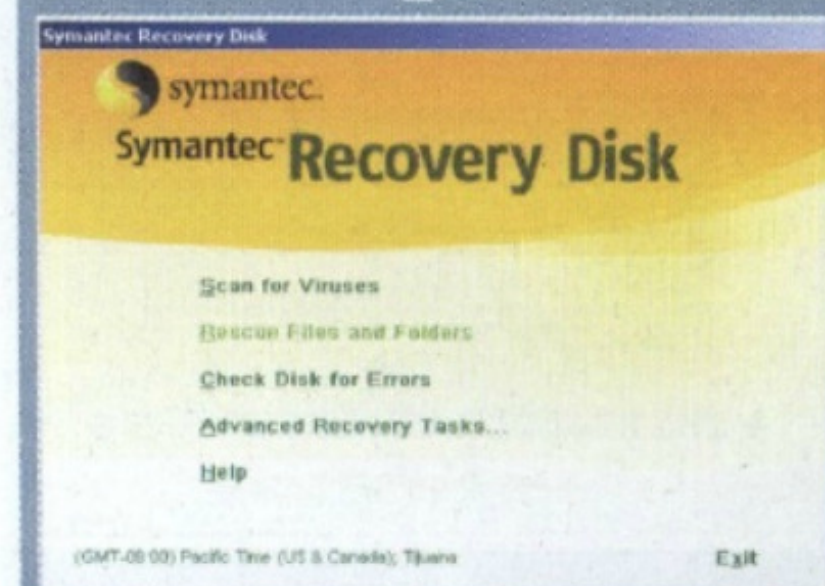 Symantec Recovery Disk
symantec.
Symantec™ Recovery Disk
Scan for Viruses
Rescue Files and Folders
Check Disk for Errors
Advanced Recovery Tasks...
Help
(GMT-08:00) Pacific Time (US & Canada); Tijuana
Exit